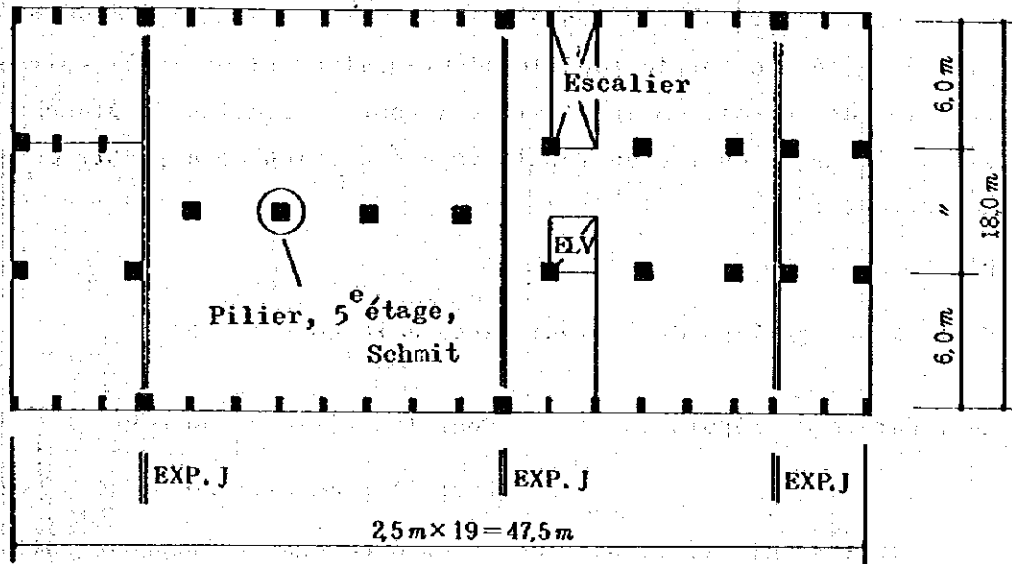 Escalier
ELV
Pilier, 5e étage,
Schmit
6,0 m
〃
6,0 m
18,0 m
EXP. J
EXP. J
EXP. J
2,5 m × 19 = 47,5 m